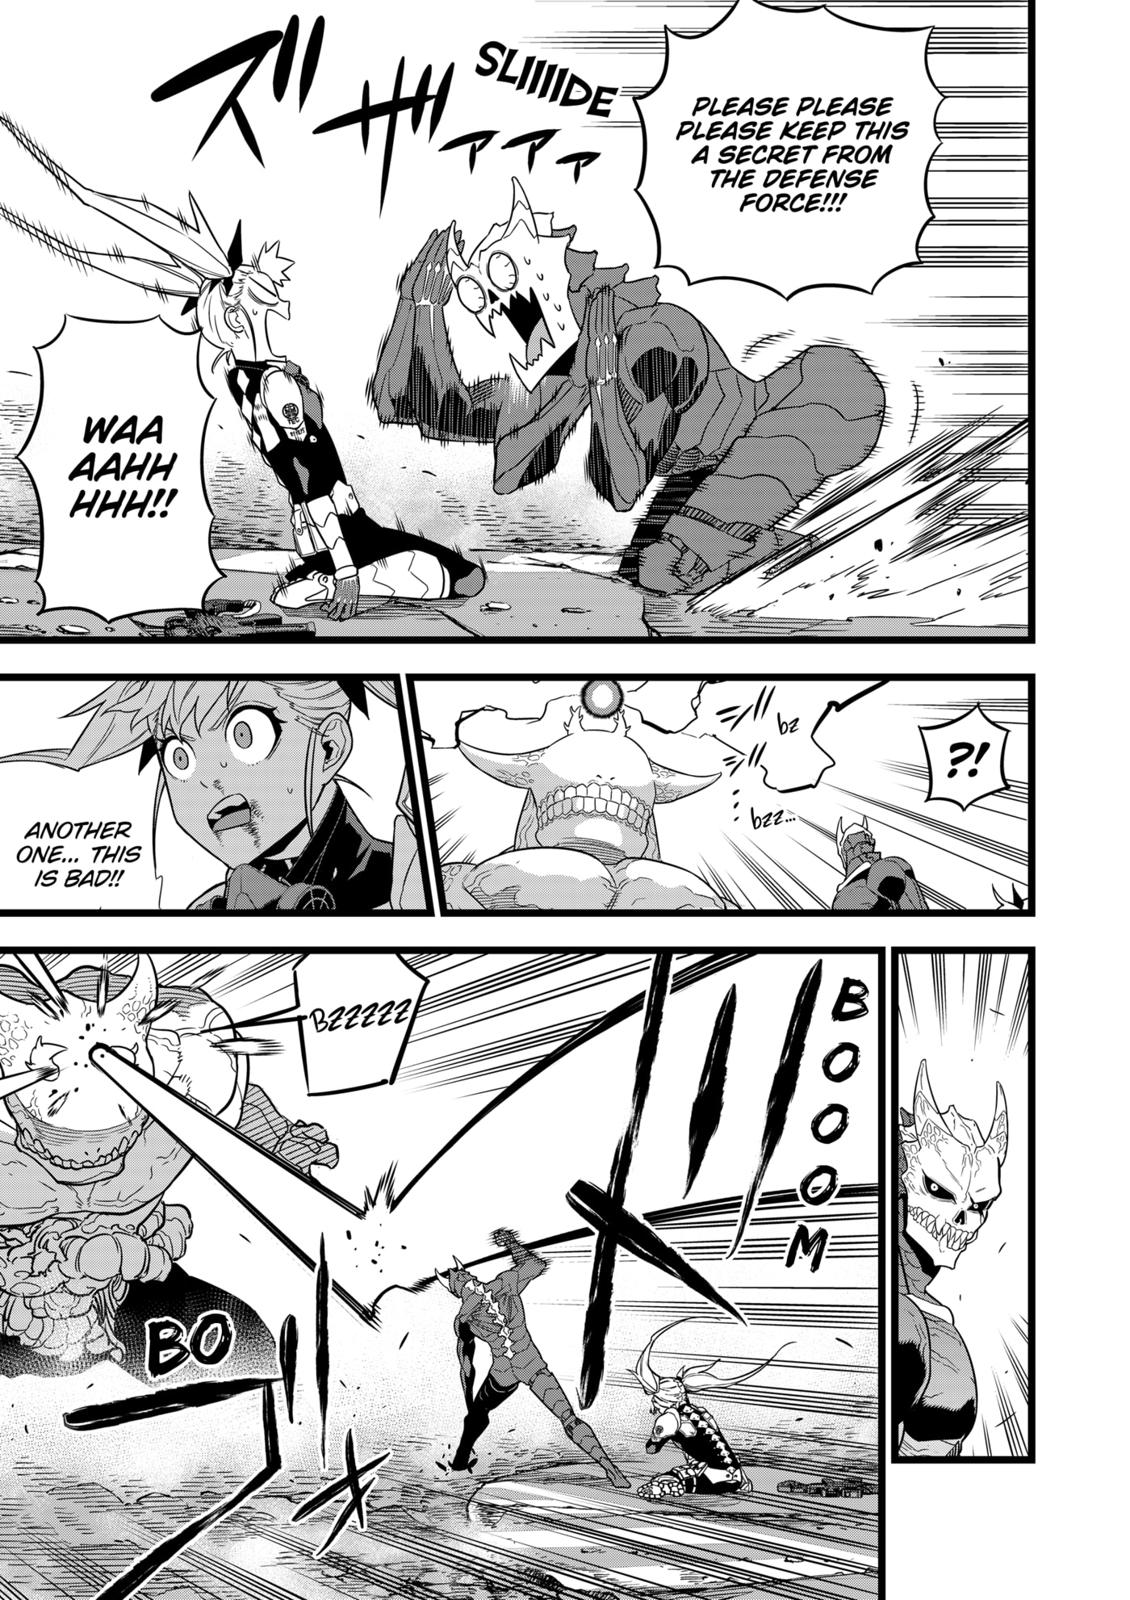 PLEASE PLEASE
PLEASE KEEP THIS
A SECRET FROM
THE DEFENSE
FORCE!!!
SLIIIIDE
ズザァァァ
WAA
AAHH
HHH!!
?!
bz
bzz...
ANOTHER
ONE... THIS
IS BAD!!
BOOOOM
BZZZZZ
BO